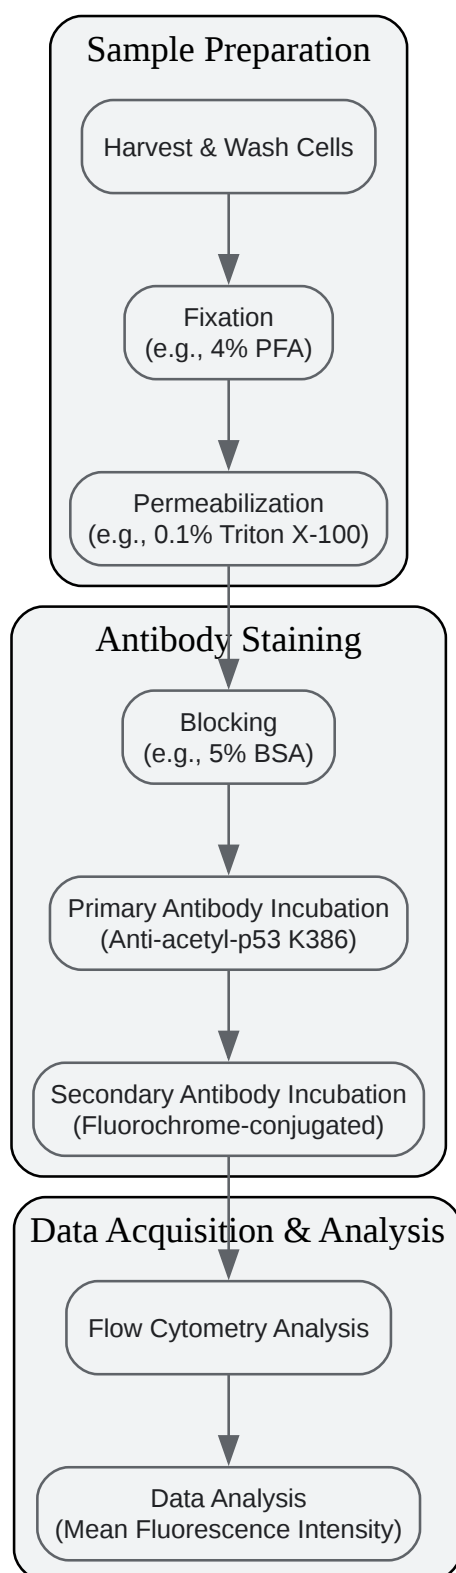 Sample Preparation
Harvest & Wash Cells
Fixation
(e.g., 4% PFA)
Permeabilization
(e.g., 0.1% Triton X-100)
Antibody Staining
Blocking
(e.g., 5% BSA)
Primary Antibody Incubation
(Anti-acetyl-p53 K386)
Secondary Antibody Incubation
(Fluorochrome-conjugated)
Data Acquisition & Analysis
Flow Cytometry Analysis
Data Analysis
(Mean Fluorescence Intensity)